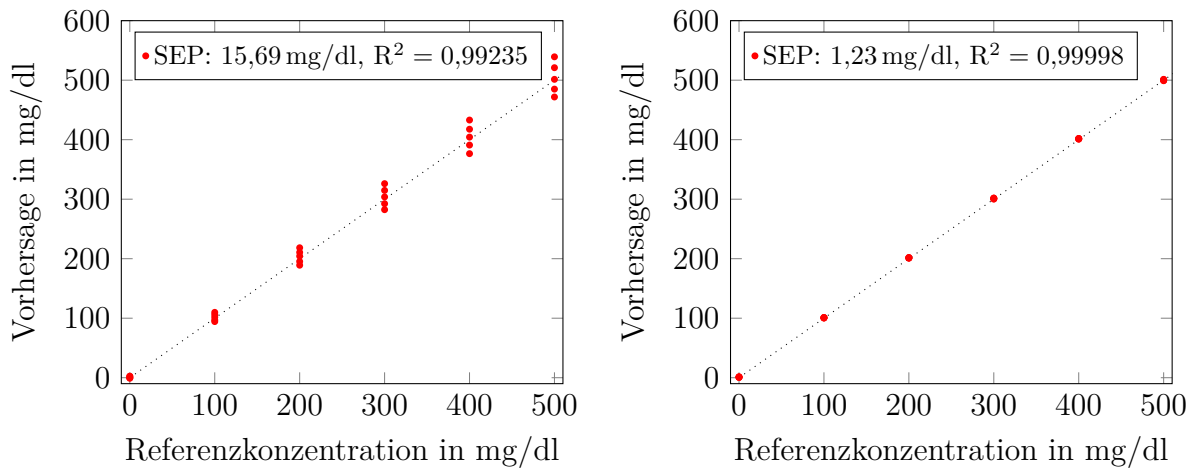 SEP: 15,69 mg/dl, R² = 0,99235
Vorhersage in mg/dl
600
500
400
300
200
100
0
0 100 200 300 400 500
Referenzkonzentration in mg/dl
SEP: 1,23 mg/dl, R² = 0,99998
Vorhersage in mg/dl
600
500
400
300
200
100
0
0 100 200 300 400 500
Referenzkonzentration in mg/dl